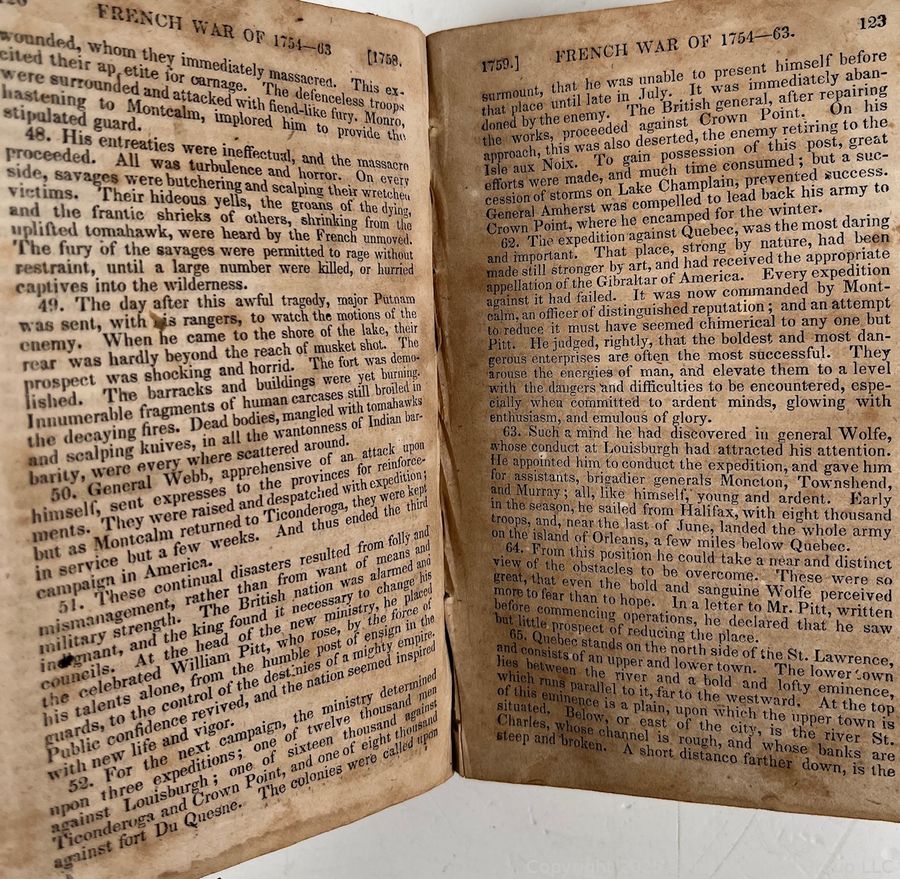 FRENCH WAR OF 1754—63 [1758.
wounded, whom they immediately massacred. This ex-
cited their ap etite for carnage. The defenceless troops
were surrounded and attacked with fiend-like fury. Monro,
hastening to Montcalm, implored him to provide the
stipulated guard.
48. His entreaties were ineffectual, and the massacre
proceeded. All was turbulence and horror. On every
side, savages were butchering and scalping their wretched
victims. Their hideous yells, the groans of the dying,
and the frantic shrieks of others, shrinking from the
uplifted tomahawk, were heard by the French unmoved.
The fury of the savages were permitted to rage without
restraint, until a large number were killed, or hurried
captives into the wilderness.
49. The day after this awful tragedy, major Putnam
was sent, with his rangers, to watch the motions of the
enemy. When he came to the shore of the lake, their
rear was hardly beyond the reach of musket shot. The
prospect was shocking and horrid. The fort was demo-
lished. The barracks and buildings were yet burning.
Innumerable fragments of human carcases still broiled in
the decaying fires. Dead bodies, mangled with tomahawks
and scalping knives, in all the wantonness of Indian bar-
barity, were every where scattered around.
50. General Webb, apprehensive of an attack upon
himself, sent expresses to the provinces for reinforce-
ments. They were raised and despatched with expedition;
but as Montcalm returned to Ticonderoga, they were kept
in service but a few weeks. And thus ended the third
campaign in America.
51. These continual disasters resulted from folly and
mismanagement, rather than from want of means and
military strength. The British nation was alarmed and
indignant, and the king found it necessary to change his
councils. At the head of the new ministry, he placed
the celebrated William Pitt, who rose, by the force of
his talents alone, from the humble post of ensign in the
guards, to the control of the destinies of a mighty empire.
Public confidence revived, and the nation seemed inspired
with new life and vigor.
52. For the next campaign, the ministry determined
upon three expeditions; one of twelve thousand men
against Louisburgh; one of sixteen thousand against
Ticonderoga and Crown Point, and one of eight thousand
against fort Du Quesne. The colonies were called upon
1759.] FRENCH WAR OF 1754—63. 123
surmount, that he was unable to present himself before
that place until late in July. It was immediately aban-
doned by the enemy. The British general, after repairing
the works, proceeded against Crown Point. On his
approach, this was also deserted, the enemy retiring to the
Isle aux Noix. To gain possession of this post, great
efforts were made, and much time consumed; but a suc-
cession of storms on Lake Champlain, prevented success.
General Amherst was compelled to lead back his army to
Crown Point, where he encamped for the winter.
62. The expedition against Quebec, was the most daring
and important. That place, strong by nature, had been
made still stronger by art, and had received the appropriate
appellation of the Gibraltar of America. Every expedition
against it had failed. It was now commanded by Mont-
calm, an officer of distinguished reputation; and an attempt
to reduce it must have seemed chimerical to any one but
Pitt. He judged, rightly, that the boldest and most dan-
gerous enterprises are often the most successful. They
arouse the energies of man, and elevate them to a level
with the dangers and difficulties to be encountered, espe-
cially when committed to ardent minds, glowing with
enthusiasm, and emulous of glory.
63. Such a mind he had discovered in general Wolfe,
whose conduct at Louisburgh had attracted his attention.
He appointed him to conduct the expedition, and gave him
for assistants, brigadier generals Moncton, Townshend,
and Murray; all, like himself, young and ardent. Early
in the season, he sailed from Halifax, with eight thousand
troops, and, near the last of June, landed the whole army
on the island of Orleans, a few miles below Quebec.
64. From this position he could take a near and distinct
view of the obstacles to be overcome. These were so
great, that even the bold and sanguine Wolfe perceived
more to fear than to hope. In a letter to Mr. Pitt, written
before commencing operations, he declared that he saw
but little prospect of reducing the place.
65. Quebec stands on the north side of the St. Lawrence,
and consists of an upper and lower town. The lower town
lies between the river and a bold and lofty eminence,
which runs parallel to it, far to the westward. At the top
of this eminence is a plain, upon which the upper town is
situated. Below, or east of the city, is the river St.
Charles, whose channel is rough, and whose banks are
steep and broken. A short distance farther down, is the